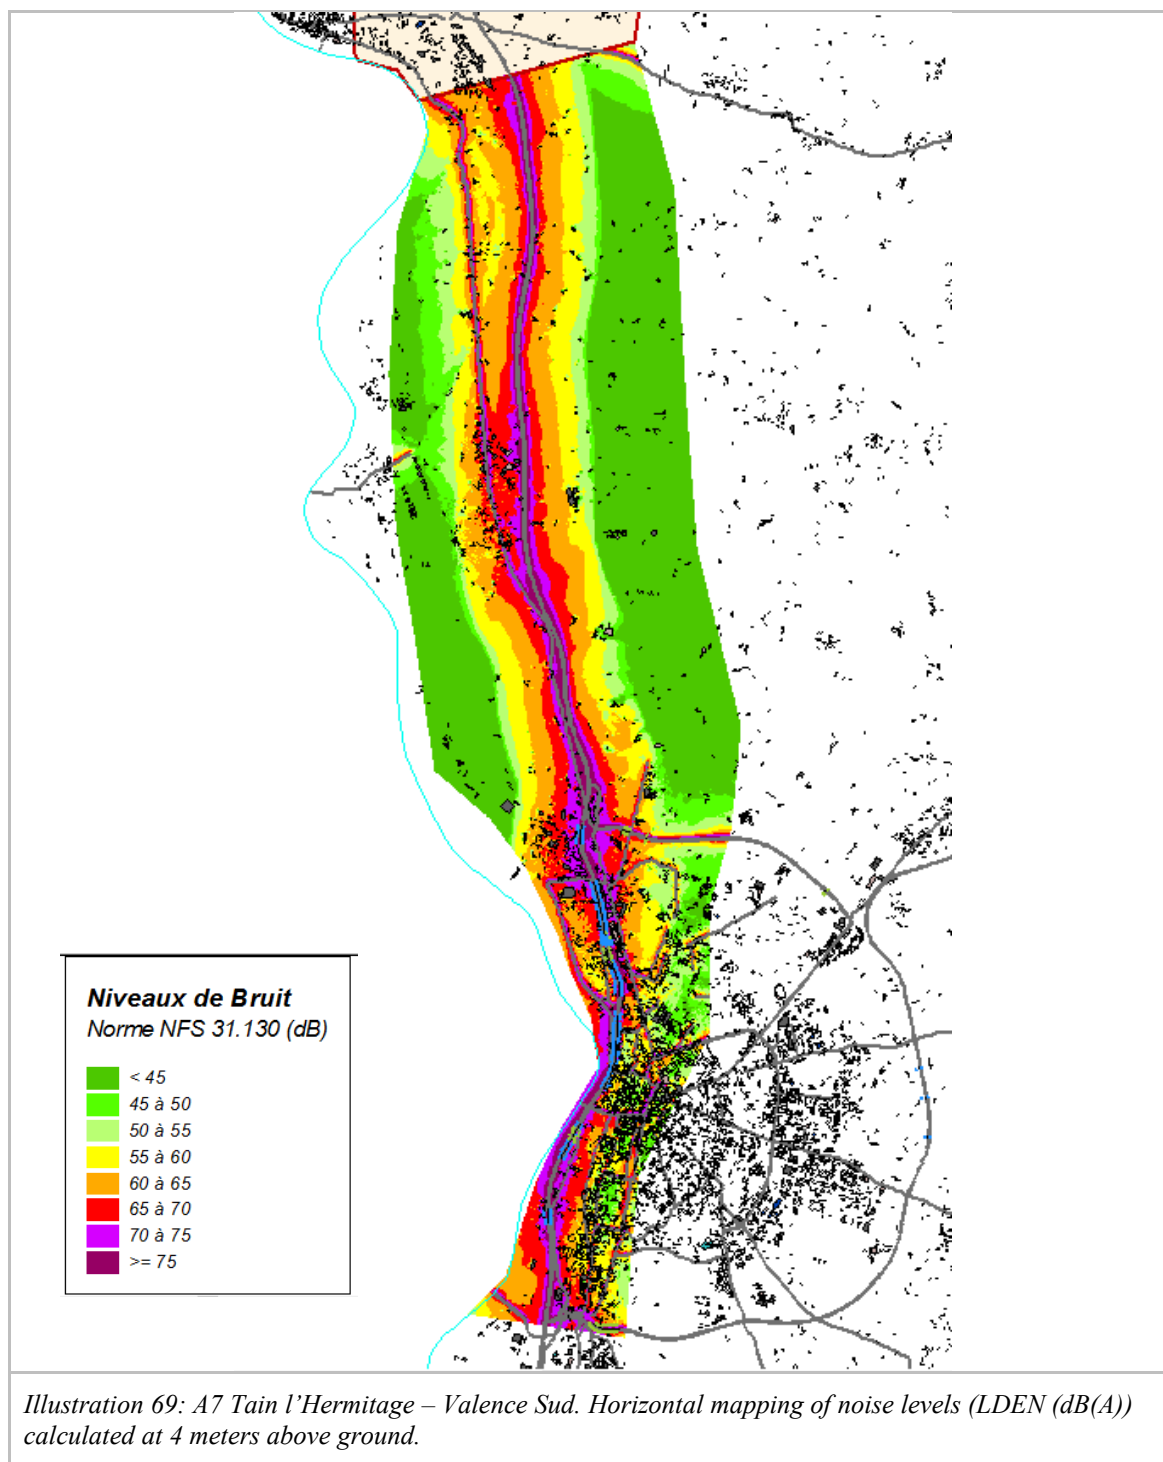 Niveaux de Bruit
Norme NFS 31.130 (dB)
< 45
45 à 50
50 à 55
55 à 60
60 à 65
65 à 70
70 à 75
>= 75
Illustration 69: A7 Tain l’Hermitage – Valence Sud. Horizontal mapping of noise levels (LDEN (dB(A))
calculated at 4 meters above ground.